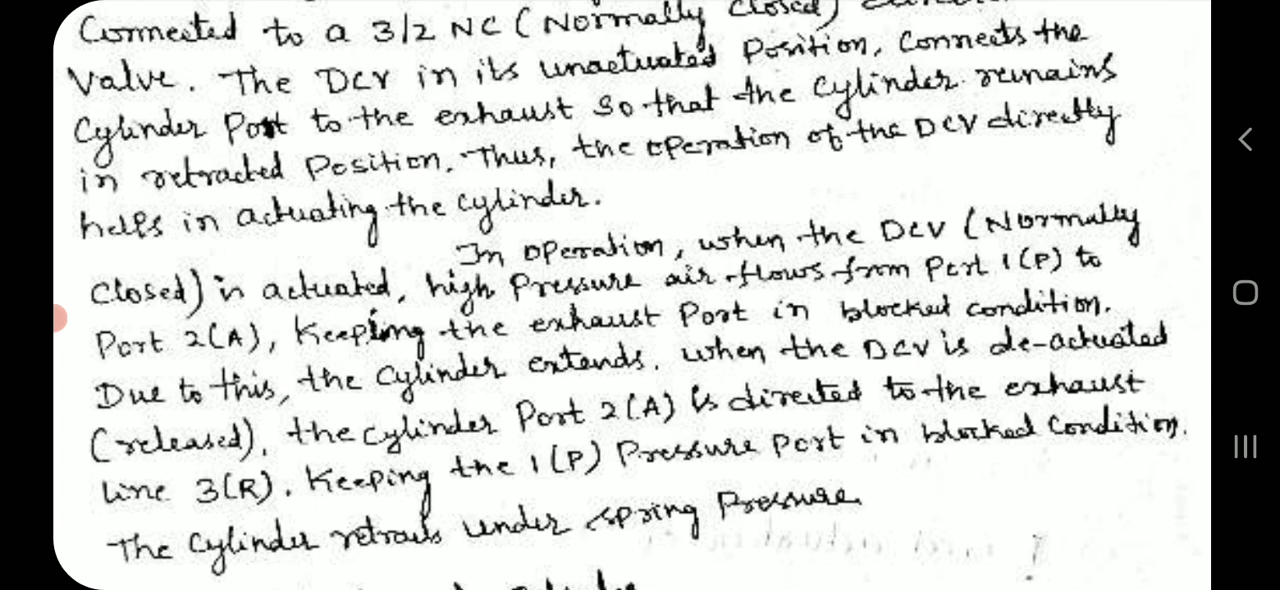 Connected to a 3/2 NC (Normally Closed)
Valve. The DCV in its unactuated Position, Connects the
Cylinder Port to the exhaust so that the Cylinder remains
in retracted Position. Thus, the operation of the DCV directly
helps in actuating the cylinder.
In operation, when the DCV (Normally
Closed) is actuated, high Pressure air flows from Port 1(P) to
Port 2(A), Keeping the exhaust Port in blocked condition.
Due to this, the Cylinder extends. when the DCV is de-actuated
(released), the cylinder Port 2(A) is directed to the exhaust
line 3(R). Keeping the 1(P) Pressure Port in blocked Condition.
The Cylinder retracts under spring Pressure